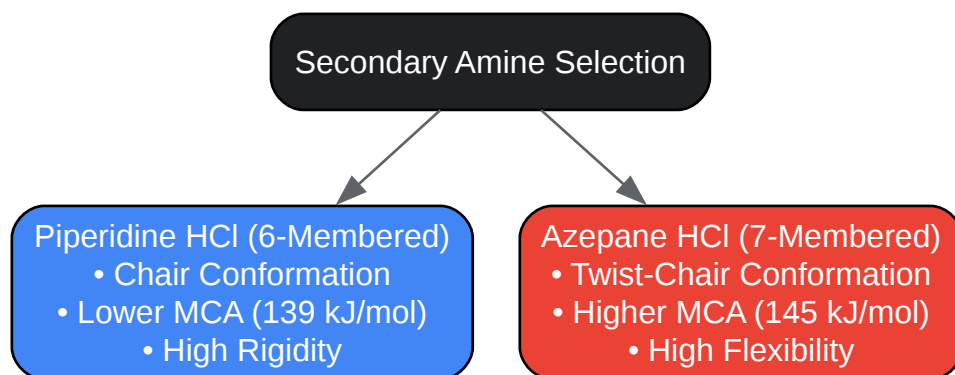 Secondary Amine Selection
Piperidine HCl (6-Membered)
• Chair Conformation
• Lower MCA (139 kJ/mol)
• High Rigidity
Azepane HCl (7-Membered)
• Twist-Chair Conformation
• Higher MCA (145 kJ/mol)
• High Flexibility